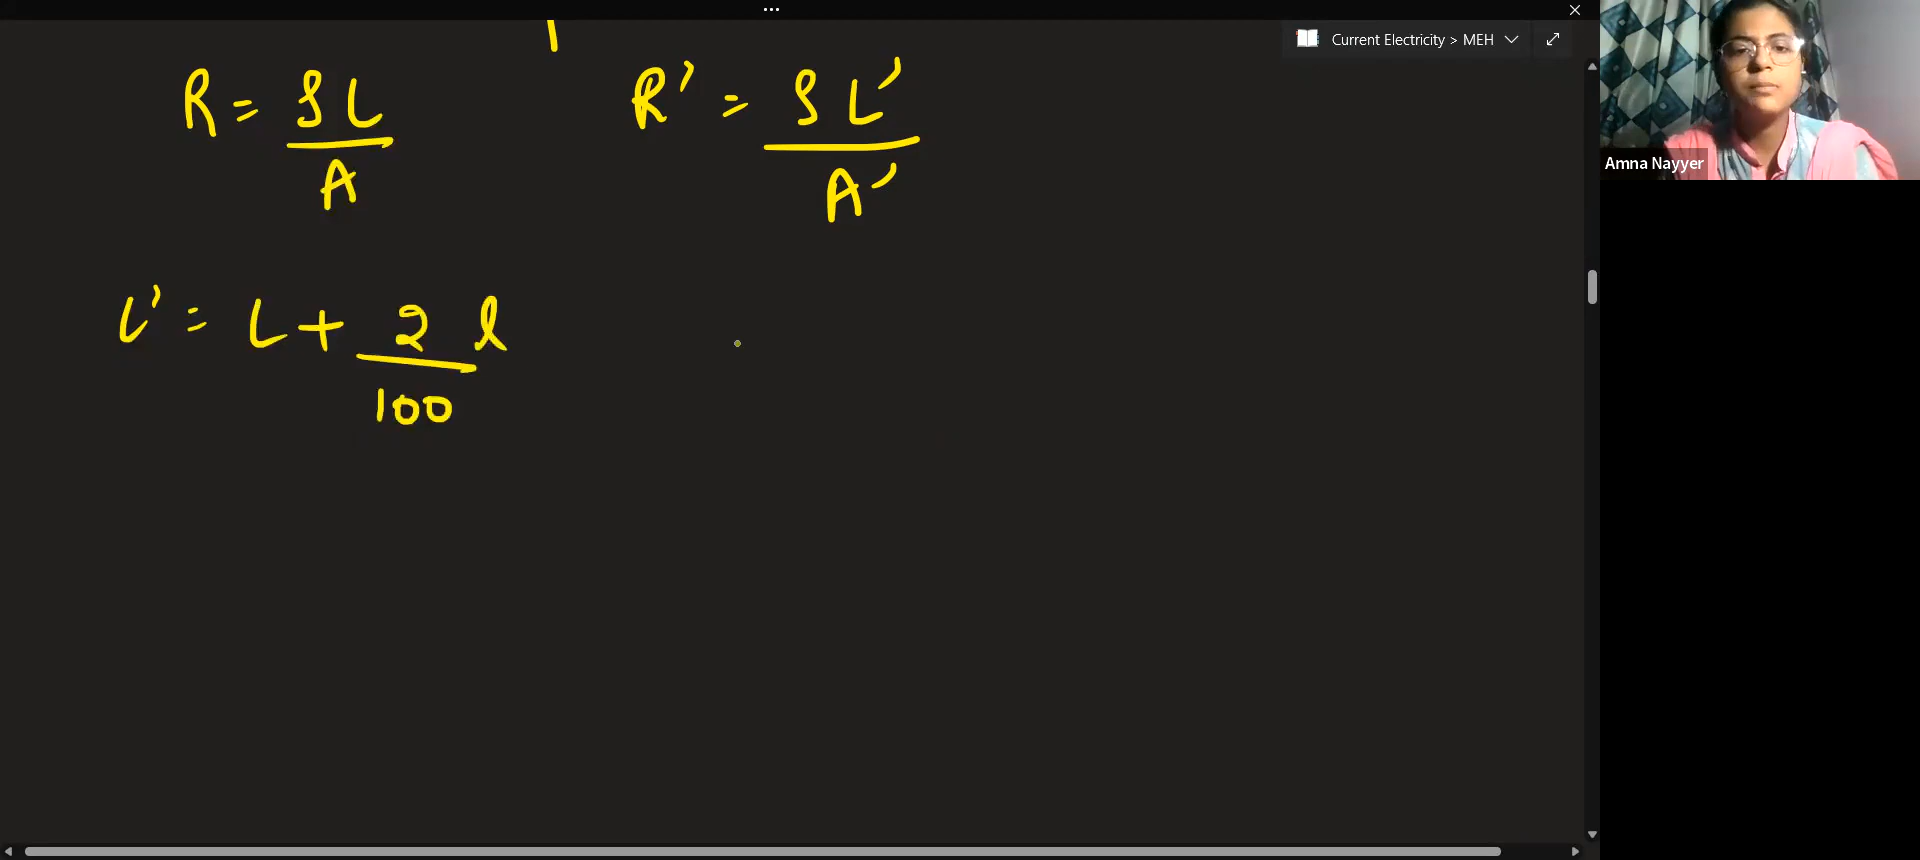 Current Electricity > MEH
R = ρL / A
R' = ρL' / A'
Amna Nayyer
L' = L + 2/100 l